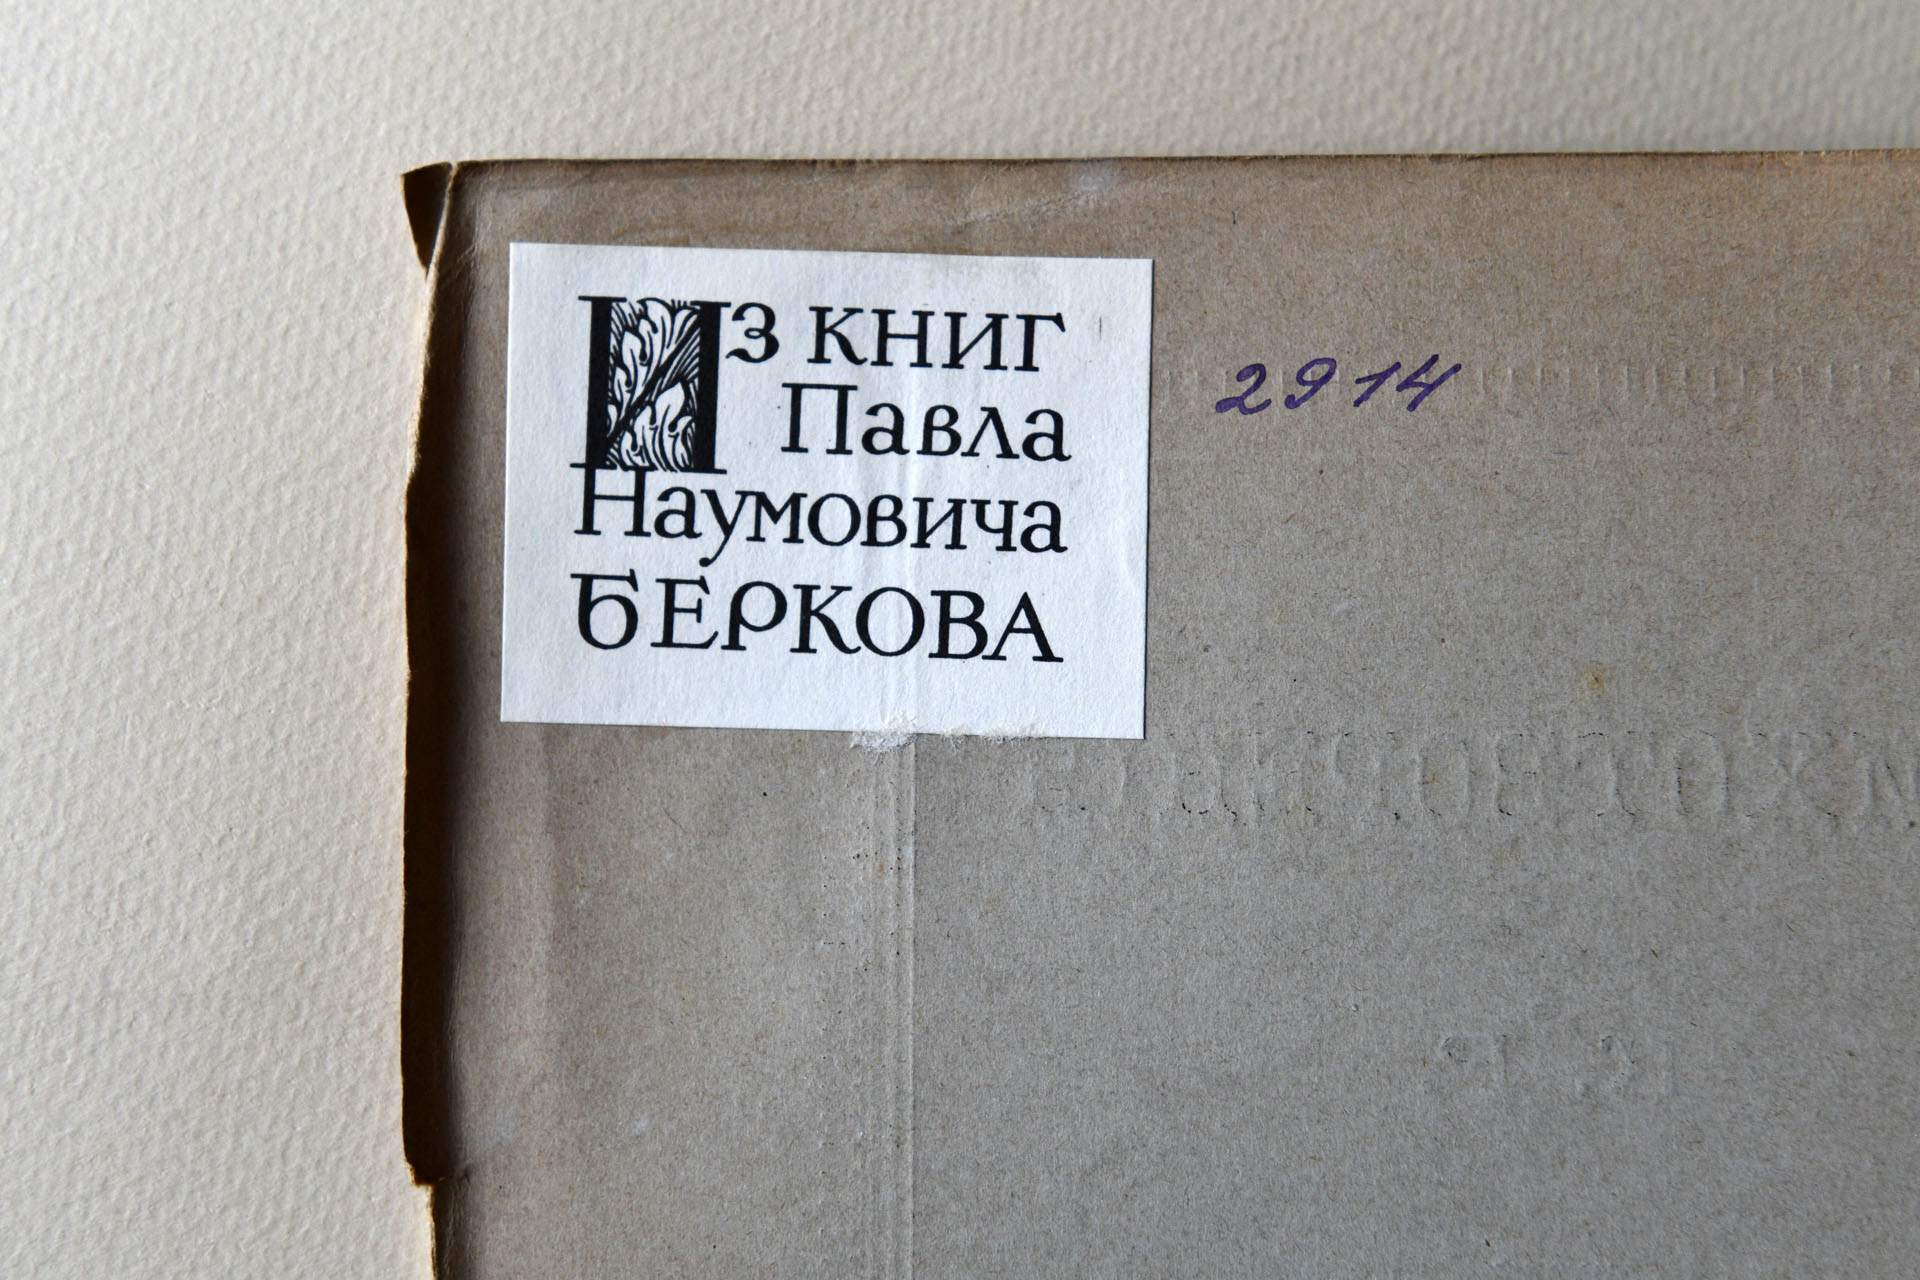 Из книг
Павла
Наумовича
БЕРКОВА
2914